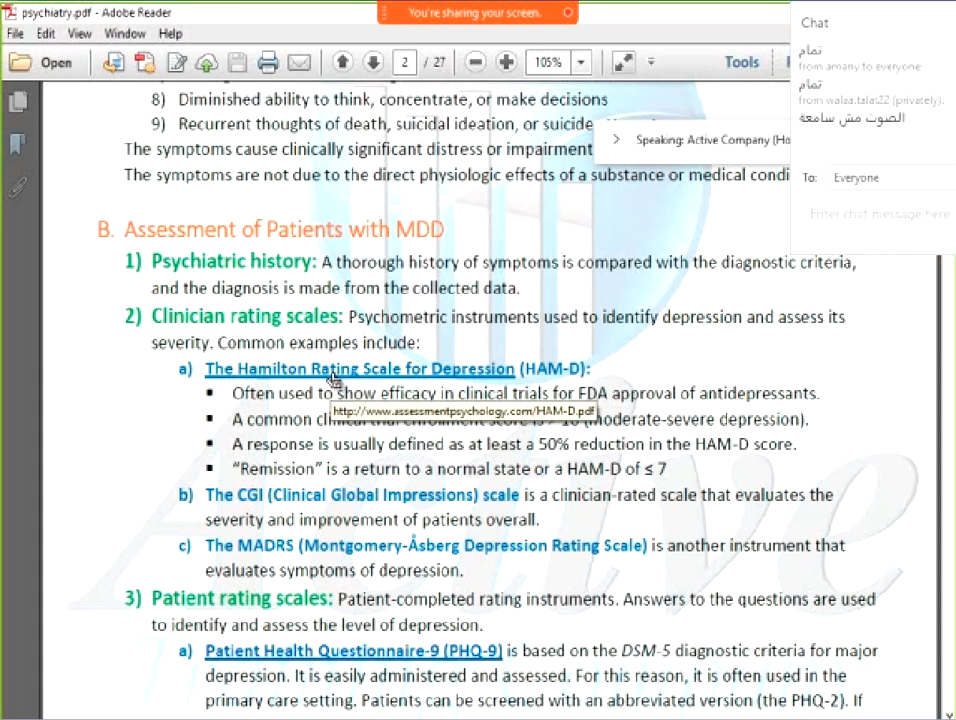 psychiatry.pdf - Adobe Reader
You're sharing your screen.
File Edit View Window Help
Open 2 / 27 105% Tools
Chat
تمام
from amany to everyone
تمام
from walaa.talat22 (privately):
الصوت مش سامعة
Speaking: Active Company (Ho
To: Everyone
Enter chat message here
8) Diminished ability to think, concentrate, or make decisions
9) Recurrent thoughts of death, suicidal ideation, or suicide
The symptoms cause clinically significant distress or impairment
The symptoms are not due to the direct physiologic effects of a substance or medical condi
B. Assessment of Patients with MDD
1) Psychiatric history: A thorough history of symptoms is compared with the diagnostic criteria,
and the diagnosis is made from the collected data.
2) Clinician rating scales: Psychometric instruments used to identify depression and assess its
severity. Common examples include:
a) The Hamilton Rating Scale for Depression (HAM-D):
▪ Often used to show efficacy in clinical trials for FDA approval of antidepressants.
http://www.assessmentpsychology.com/HAM-D.pdf
▪ A common (moderate-severe depression).
▪ A response is usually defined as at least a 50% reduction in the HAM-D score.
▪ “Remission” is a return to a normal state or a HAM-D of ≤ 7
b) The CGI (Clinical Global Impressions) scale is a clinician-rated scale that evaluates the
severity and improvement of patients overall.
c) The MADRS (Montgomery-Åsberg Depression Rating Scale) is another instrument that
evaluates symptoms of depression.
3) Patient rating scales: Patient-completed rating instruments. Answers to the questions are used
to identify and assess the level of depression.
a) Patient Health Questionnaire-9 (PHQ-9) is based on the DSM-5 diagnostic criteria for major
depression. It is easily administered and assessed. For this reason, it is often used in the
primary care setting. Patients can be screened with an abbreviated version (the PHQ-2). If
Active